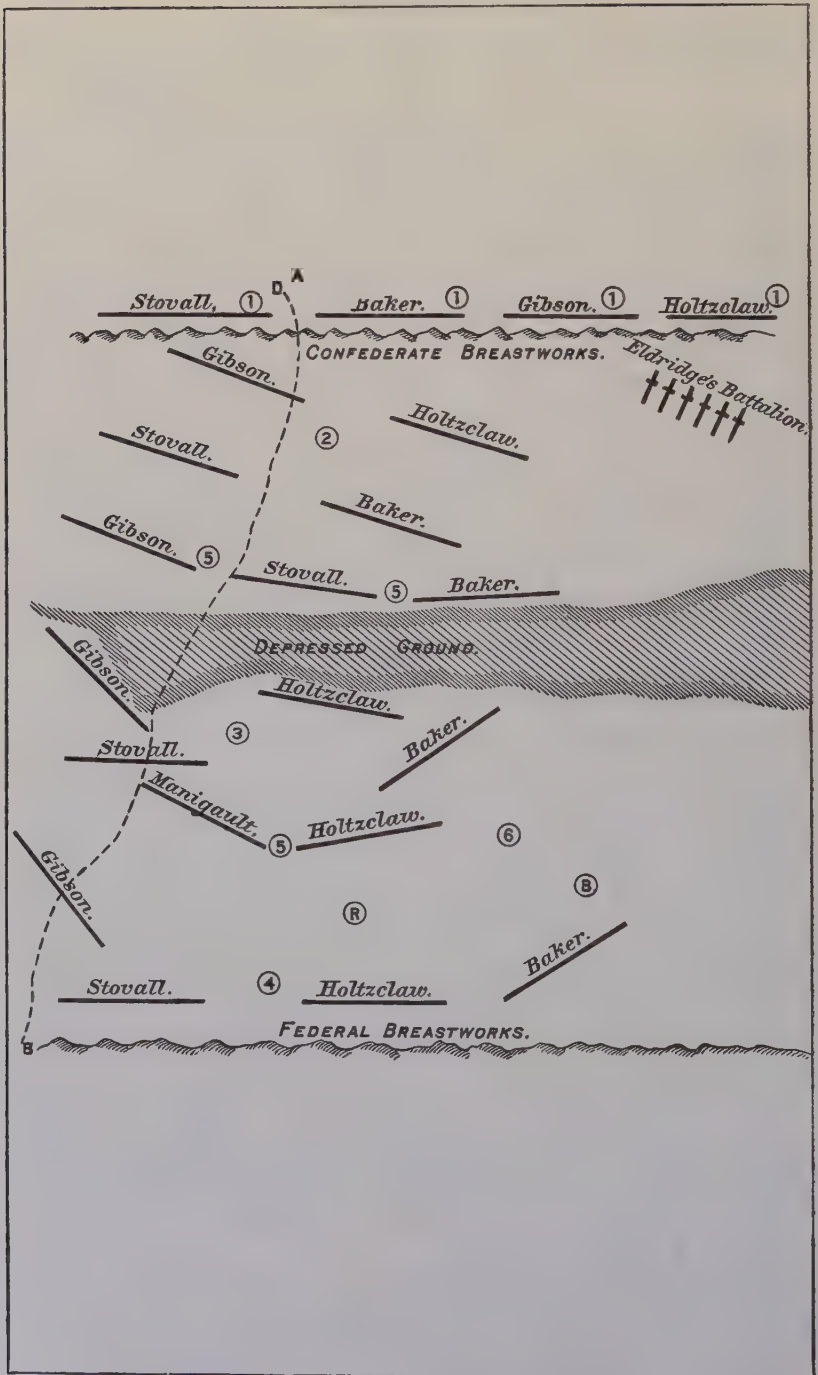 D. A
Stovall, ① Baker. ① Gibson. ① Holtzclaw. ①
CONFEDERATE BREASTWORKS.
Eldridge's Battalion.
Gibson.
②
Holtzclaw.
Stovall.
Baker.
Gibson. ⑤
Stovall. ⑤ Baker.
DEPRESSED GROUND.
Gibson.
Holtzclaw.
③
Baker.
Stovall.
Manigault. ⑤ Holtzclaw.
⑥
Gibson.
Ⓑ
Ⓡ
Baker.
Stovall. ④ Holtzclaw.
FEDERAL BREASTWORKS.
B